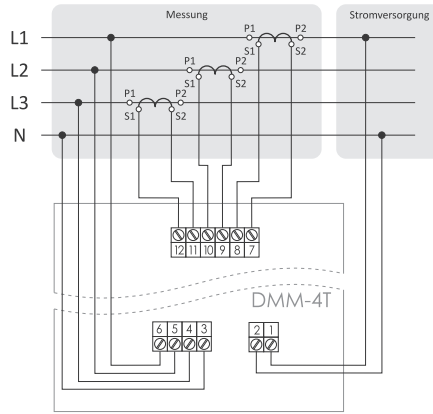 Messung
Stromversorgung
L1
P1 P2
S1 S2
L2
P1 P2
S1 S2
L3
P1 P2
S1 S2
N
12 11 10 9 8 7
DMM-4T
6 5 4 3
2 1